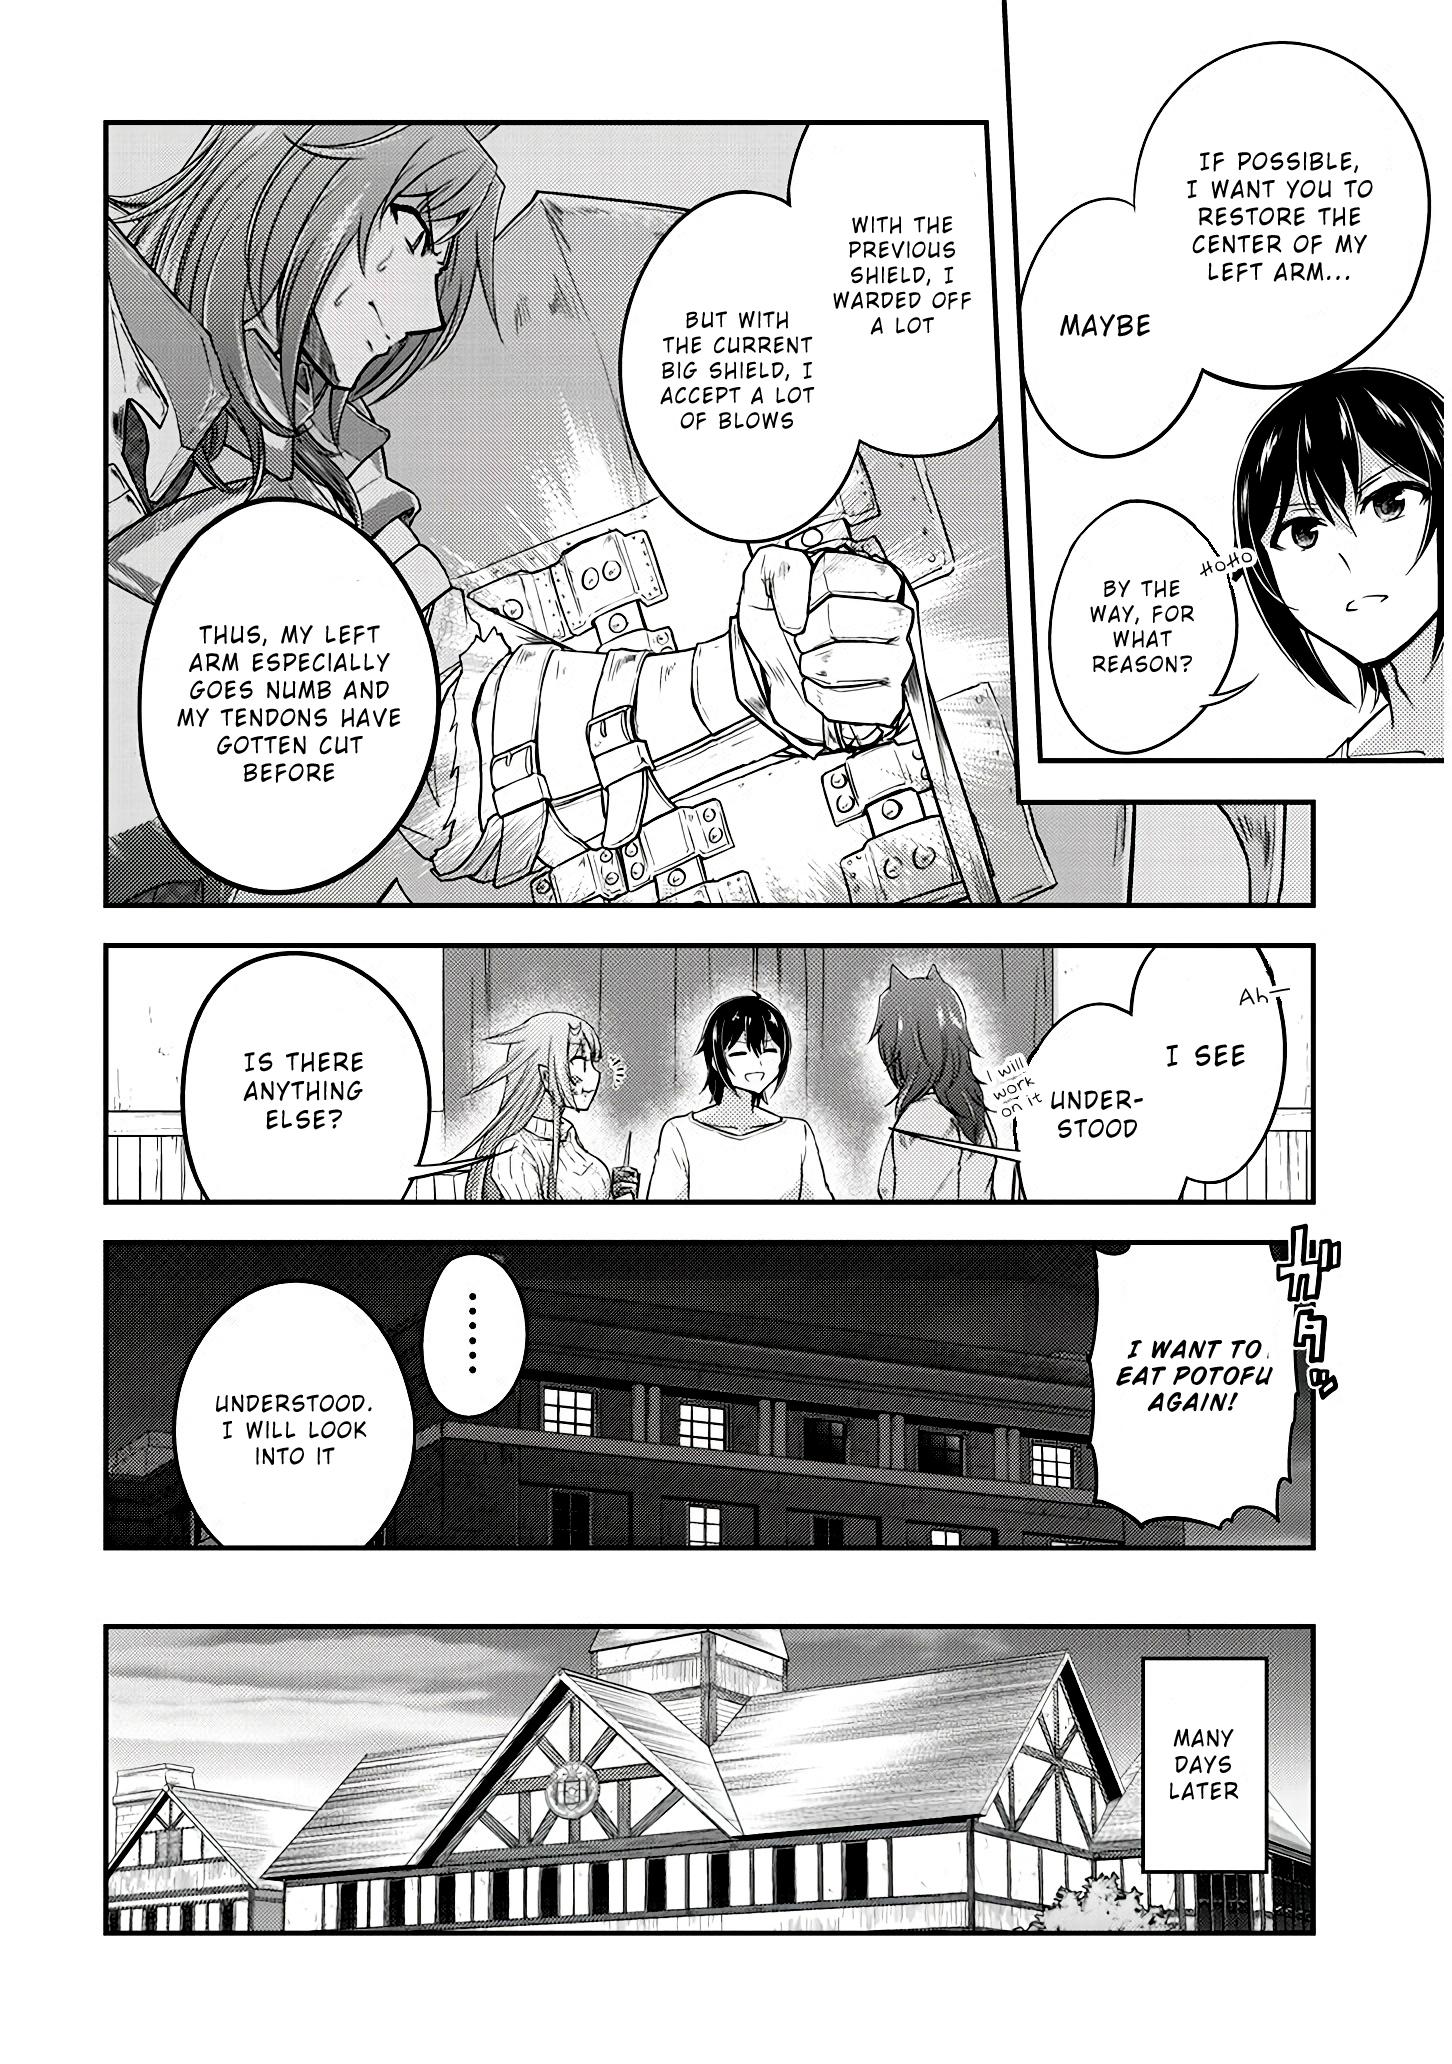 IF POSSIBLE,
I WANT YOU TO
RESTORE THE
CENTER OF MY
LEFT ARM...
MAYBE
HOHO
BY THE
WAY, FOR
WHAT
REASON?
WITH THE
PREVIOUS
SHIELD, I
WARDED OFF
A LOT
BUT WITH
THE CURRENT
BIG SHIELD, I
ACCEPT A LOT
OF BLOWS
THUS, MY LEFT
ARM ESPECIALLY
GOES NUMB AND
MY TENDONS HAVE
GOTTEN CUT
BEFORE
Ah—
I SEE
UNDER-
STOOD
I will
work
on it
IS THERE
ANYTHING
ELSE?
ガタッ
I WANT TO
EAT POTOFU
AGAIN!
......
UNDERSTOOD.
I WILL LOOK
INTO IT
MANY
DAYS
LATER